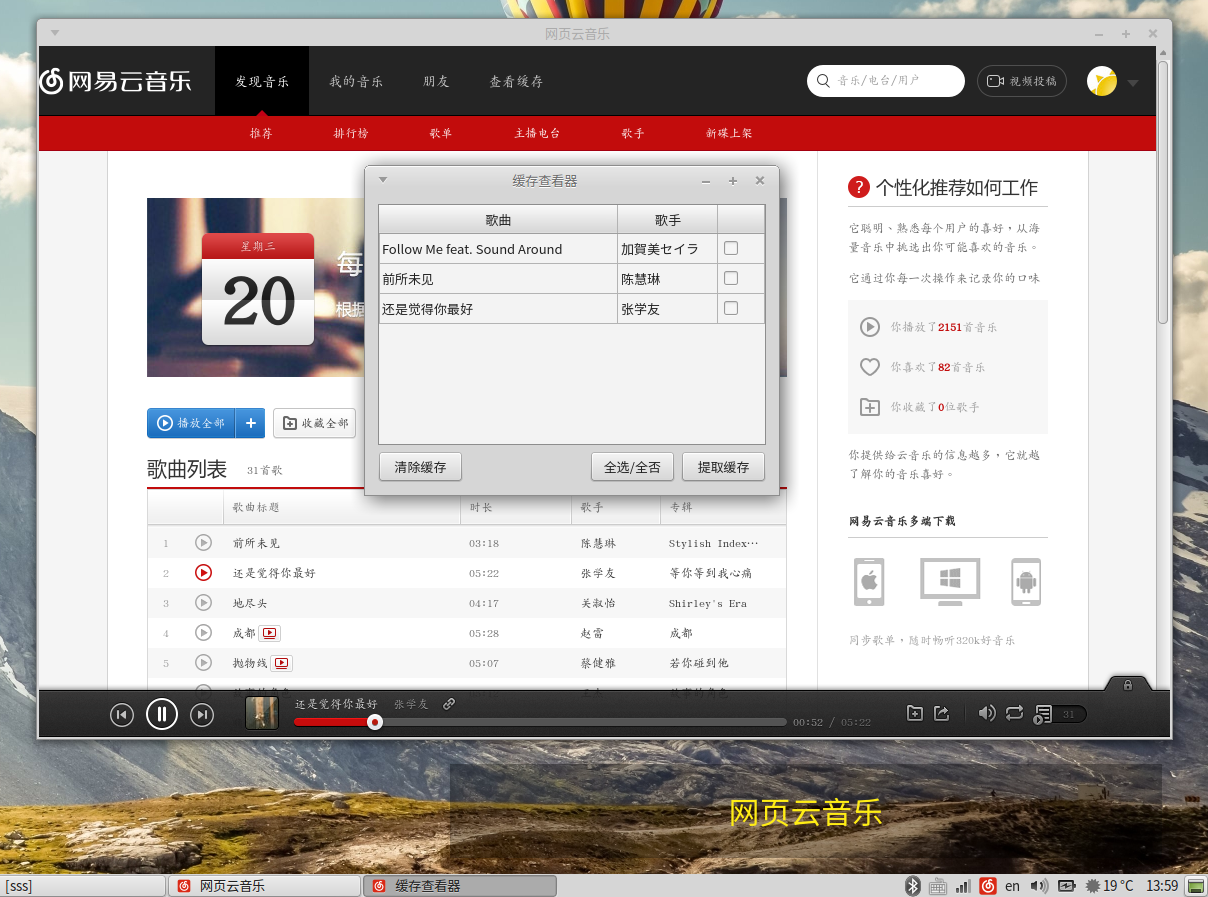 网页云音乐
网易云音乐
发现音乐
我的音乐
朋友
查看缓存
音乐/电台/用户
视频投稿
推荐
排行榜
歌单
主播电台
歌手
新碟上架
星期三
20
每
根据
缓存查看器
歌曲 歌手
Follow Me feat. Sound Around 加賀美セイラ
前所未见 陈慧琳
还是觉得你最好 张学友
清除缓存
全选/全否
提取缓存
播放全部
收藏全部
歌曲列表 31首歌
歌曲标题 时长 歌手 专辑
1 前所未见 03:18 陈慧琳 Stylish Index…
2 还是觉得你最好 05:22 张学友 等你等到我心痛
3 地尽头 04:17 关淑怡 Shirley's Era
4 成都 05:28 赵雷 成都
5 抛物线 05:07 蔡健雅 若你碰到他
? 个性化推荐如何工作
它聪明、熟悉每个用户的喜好，从海
量音乐中挑选出你可能喜欢的音乐。
它通过你每一次操作来记录你的口味
你播放了2151首音乐
你喜欢了82首音乐
你收藏了0位歌手
你提供给云音乐的信息越多，它就越
了解你的音乐喜好。
网易云音乐多端下载
同步歌单，随时畅听320k好音乐
还是觉得你最好 张学友
00:52 / 05:22
31
网页云音乐
[sss]
网页云音乐
缓存查看器
en
19 °C
13:59